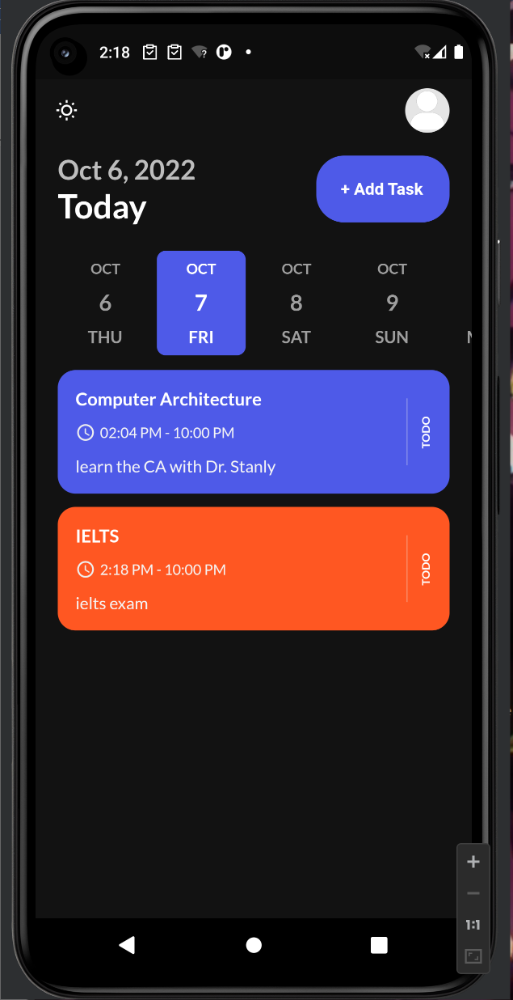 2:18
Oct 6, 2022
Today
+ Add Task
OCT OCT OCT OCT
6 7 8 9
THU FRI SAT SUN
Computer Architecture
02:04 PM - 10:00 PM
learn the CA with Dr. Stanly
TODO
IELTS
2:18 PM - 10:00 PM
ielts exam
TODO
1:1